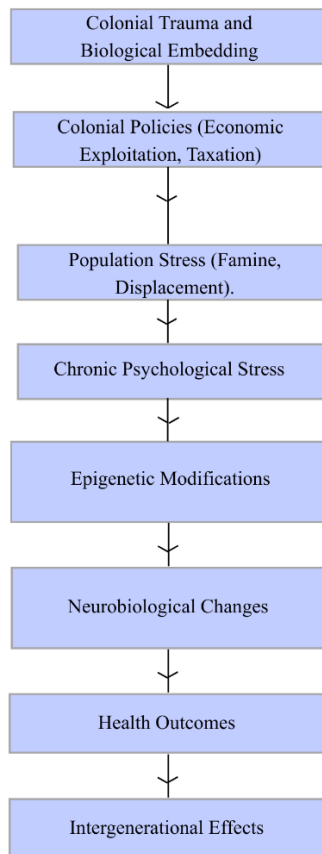 Colonial Trauma and
Biological Embedding
Colonial Policies (Economic
Exploitation, Taxation)
Population Stress (Famine,
Displacement).
Chronic Psychological Stress
Epigenetic Modifications
Neurobiological Changes
Health Outcomes
Intergenerational Effects